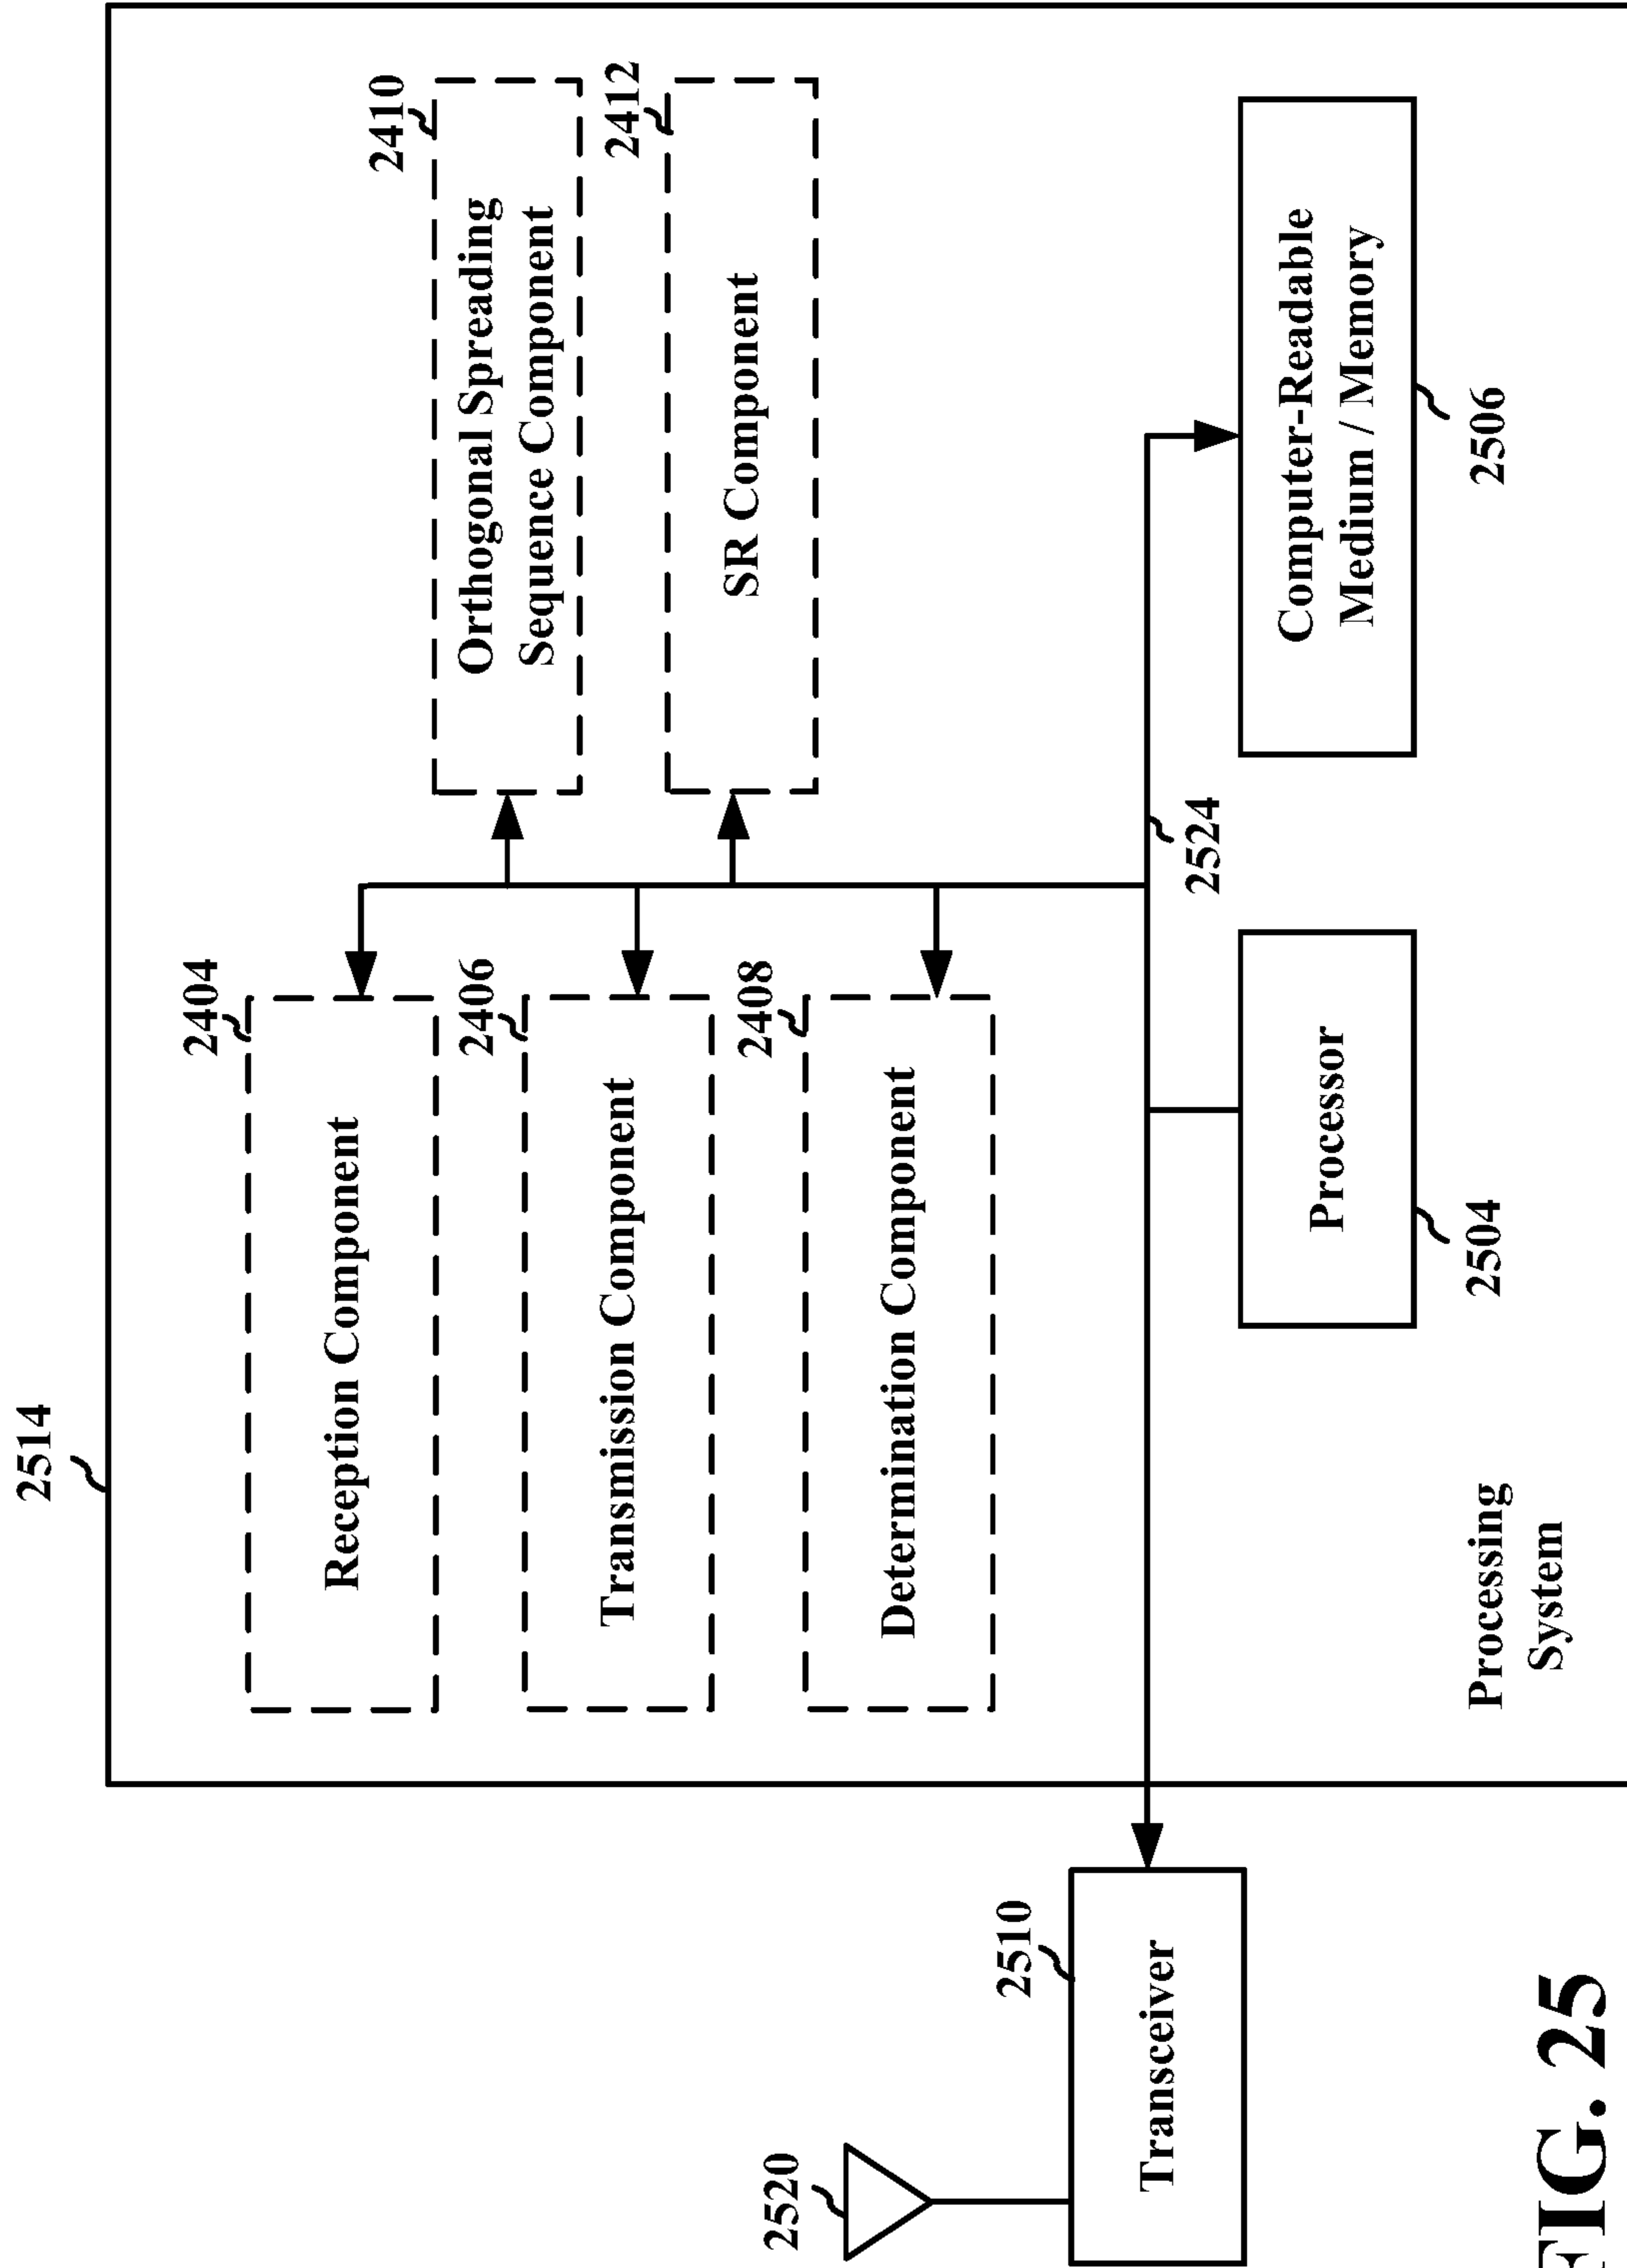 2514
2404
Reception Component
2410
Orthogonal Spreading
Sequence Component
2406
Transmission Component
2412
SR Component
2408
Determination Component
2520
2510
Transceiver
2524
Processor
2504
Computer-Readable
Medium / Memory
2506
Processing
System
FIG. 25